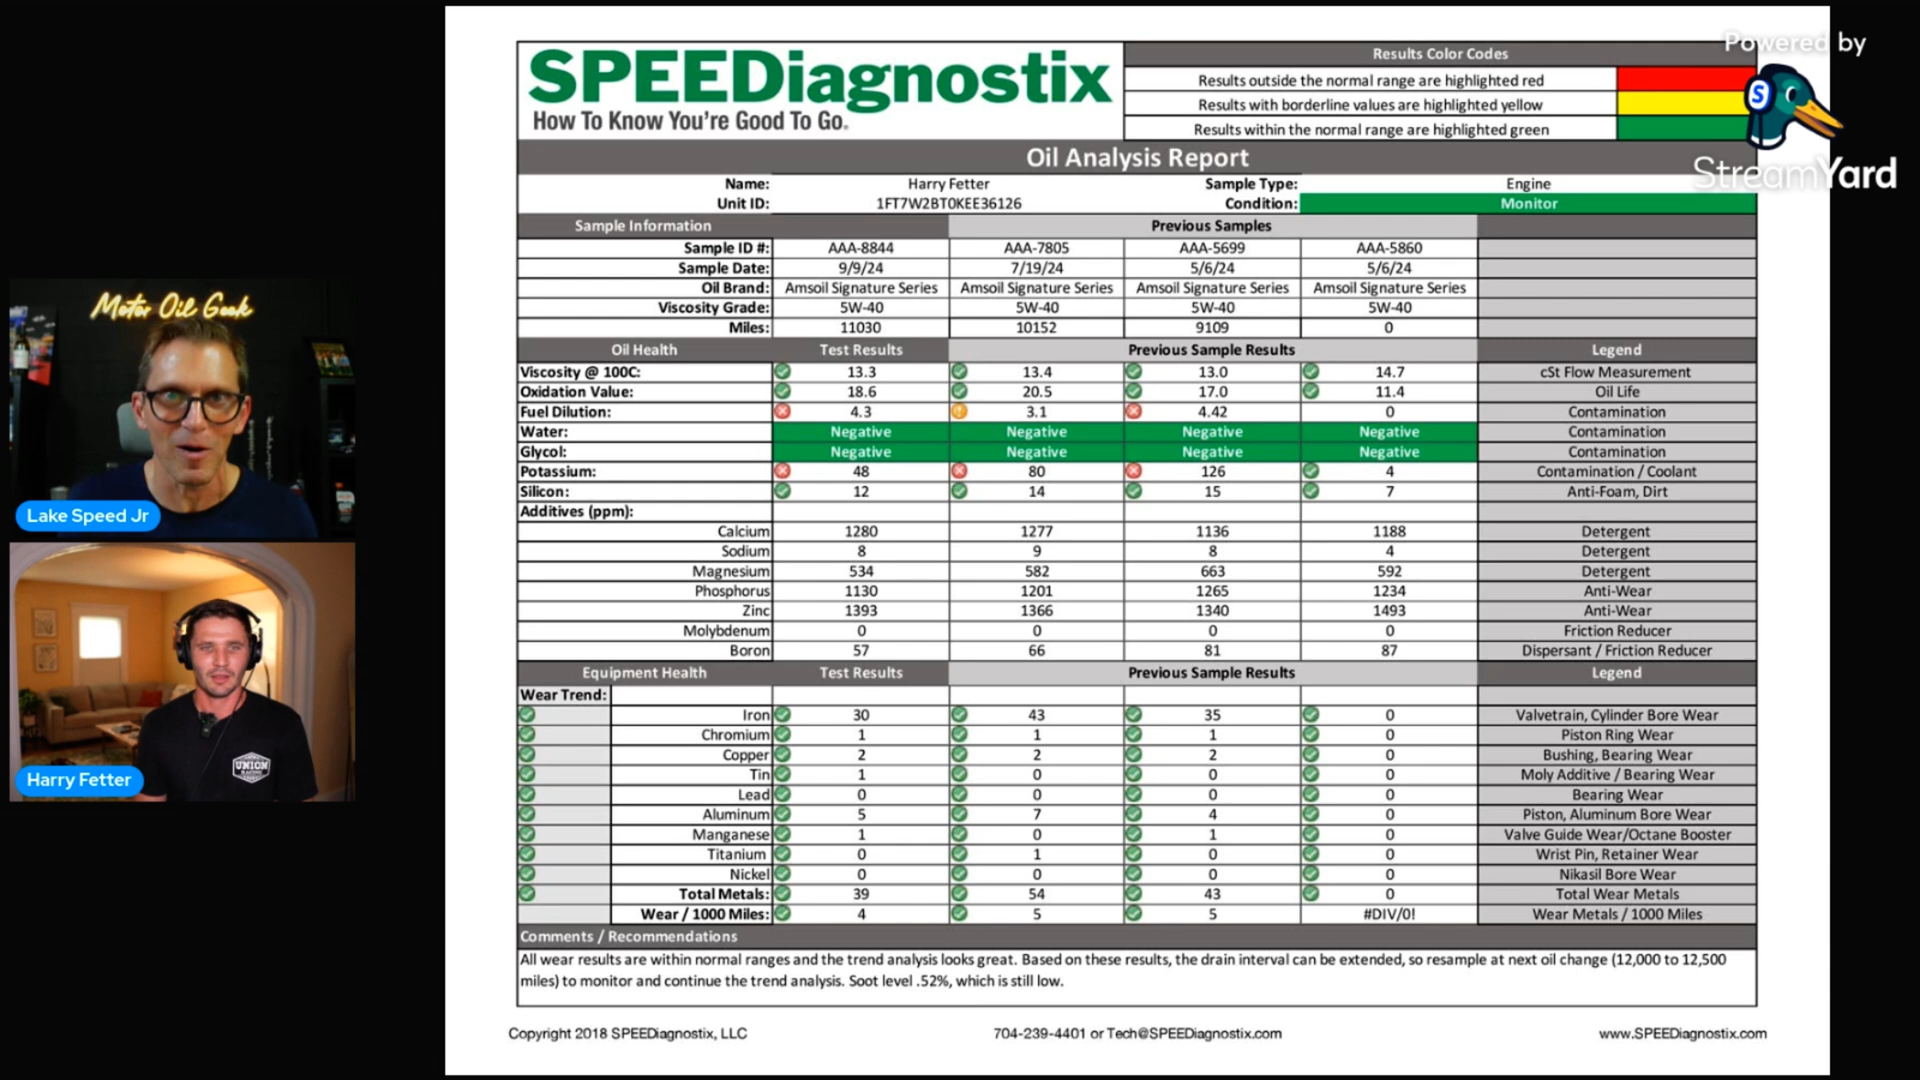 Powered by
StreamYard
S
SPEEDiagnostix
How To Know You're Good To Go.
Results Color Codes
Results outside the normal range are highlighted red
Results with borderline values are highlighted yellow
Results within the normal range are highlighted green
Oil Analysis Report
Name: Harry Fetter Sample Type: Engine
Unit ID: 1FT7W2BT0KEE36126 Condition: Monitor
Sample Information Previous Samples
Sample ID #: AAA-8844 AAA-7805 AAA-5699 AAA-5860
Sample Date: 9/9/24 7/19/24 5/6/24 5/6/24
Oil Brand: Amsoil Signature Series Amsoil Signature Series Amsoil Signature Series Amsoil Signature Series
Viscosity Grade: 5W-40 5W-40 5W-40 5W-40
Miles: 11030 10152 9109 0
Oil Health Test Results Previous Sample Results Legend
Viscosity @ 100C: 13.3 13.4 13.0 14.7 cSt Flow Measurement
Oxidation Value: 18.6 20.5 17.0 11.4 Oil Life
Fuel Dilution: 4.3 3.1 4.42 0 Contamination
Water: Negative Negative Negative Negative Contamination
Glycol: Negative Negative Negative Negative Contamination
Potassium: 48 80 126 4 Contamination / Coolant
Silicon: 12 14 15 7 Anti-Foam, Dirt
Additives (ppm):
Calcium 1280 1277 1136 1188 Detergent
Sodium 8 9 8 4 Detergent
Magnesium 534 582 663 592 Detergent
Phosphorus 1130 1201 1265 1234 Anti-Wear
Zinc 1393 1366 1340 1493 Anti-Wear
Molybdenum 0 0 0 0 Friction Reducer
Boron 57 66 81 87 Dispersant / Friction Reducer
Equipment Health Test Results Previous Sample Results Legend
Wear Trend:
Iron 30 43 35 0 Valvetrain, Cylinder Bore Wear
Chromium 1 1 1 0 Piston Ring Wear
Copper 2 2 2 0 Bushing, Bearing Wear
Tin 1 0 0 0 Moly Additive / Bearing Wear
Lead 0 0 0 0 Bearing Wear
Aluminum 5 7 4 0 Piston, Aluminum Bore Wear
Manganese 1 0 1 0 Valve Guide Wear/Octane Booster
Titanium 0 1 0 0 Wrist Pin, Retainer Wear
Nickel 0 0 0 0 Nikasil Bore Wear
Total Metals: 39 54 43 0 Total Wear Metals
Wear / 1000 Miles: 4 5 5 #DIV/0! Wear Metals / 1000 Miles
Comments / Recommendations
All wear results are within normal ranges and the trend analysis looks great. Based on these results, the drain interval can be extended, so resample at next oil change (12,000 to 12,500
miles) to monitor and continue the trend analysis. Soot level .52%, which is still low.
Copyright 2018 SPEEDiagnostix, LLC 704-239-4401 or Tech@SPEEDiagnostix.com www.SPEEDiagnostix.com
Motor Oil Geek
Lake Speed Jr
UNION
RACING
Harry Fetter